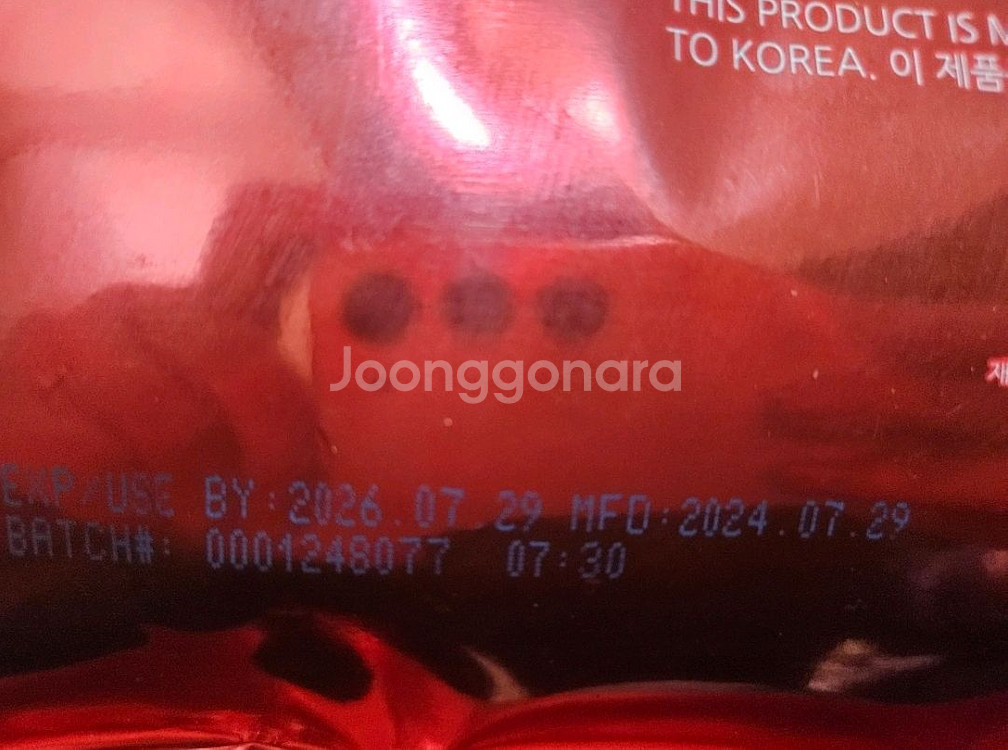 THIS PRODUCT IS
TO KOREA. 이 제품
Joonggonara
EXP/USE BY:2026.07 29 MFD:2024.07.29
BATCH#: 0001248077 07:30